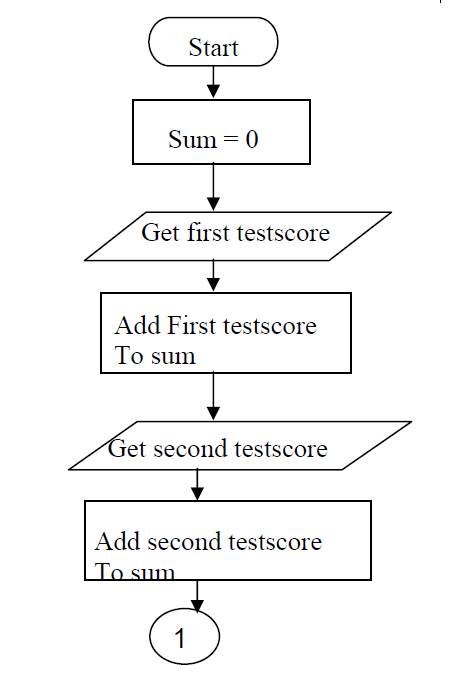 Start
Sum = 0
Get first testscore
Add First testscore
To sum
Get second testscore
Add second testscore
To sum
1